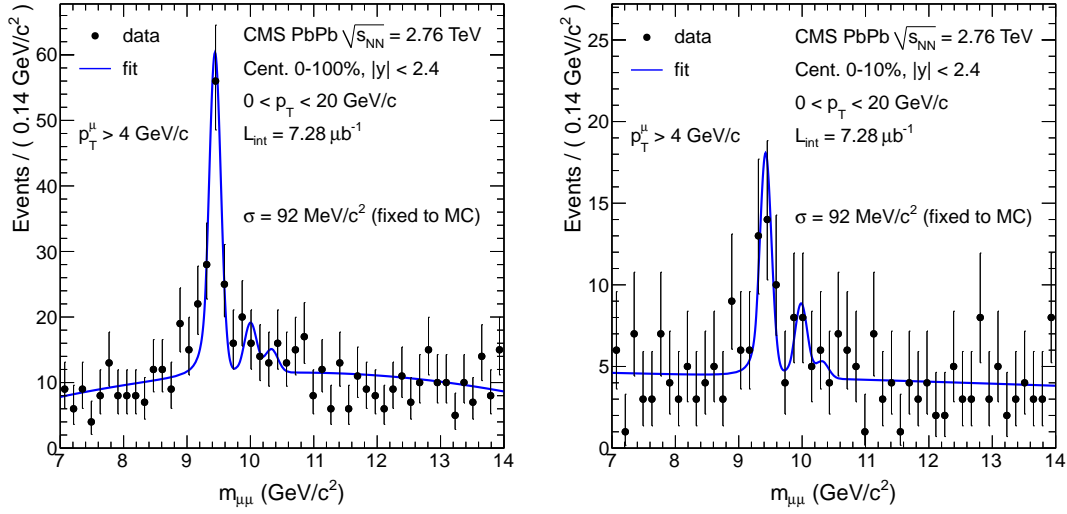 Events / ( 0.14 GeV/c²)
data
fit
CMS PbPb √s_NN = 2.76 TeV
Cent. 0-100%, |y| < 2.4
0 < p_T < 20 GeV/c
p_T^μ > 4 GeV/c
L_int = 7.28 μb⁻¹
σ = 92 MeV/c² (fixed to MC)
60
50
40
30
20
10
0
7 8 9 10 11 12 13 14
m_μμ (GeV/c²)
Events / ( 0.14 GeV/c²)
data
fit
CMS PbPb √s_NN = 2.76 TeV
Cent. 0-10%, |y| < 2.4
0 < p_T < 20 GeV/c
p_T^μ > 4 GeV/c
L_int = 7.28 μb⁻¹
σ = 92 MeV/c² (fixed to MC)
25
20
15
10
5
0
7 8 9 10 11 12 13 14
m_μμ (GeV/c²)